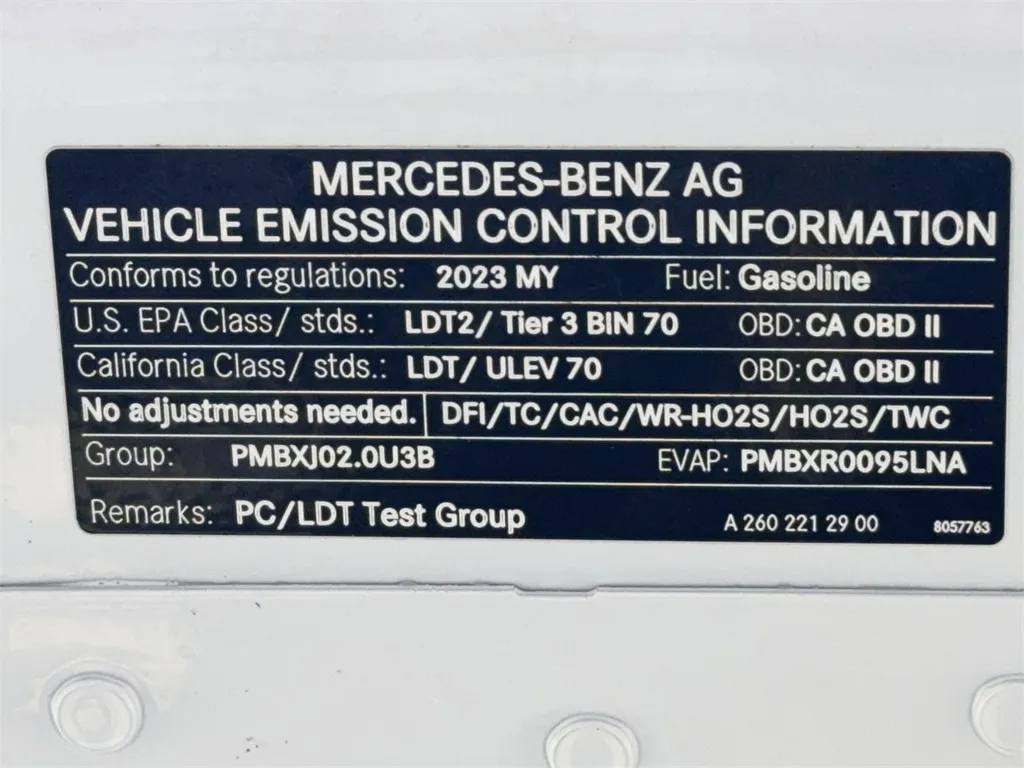 MERCEDES-BENZ AG
VEHICLE EMISSION CONTROL INFORMATION
Conforms to regulations: 2023 MY Fuel: Gasoline
U.S. EPA Class/ stds.: LDT2/ Tier 3 BIN 70 OBD: CA OBD II
California Class/ stds.: LDT/ ULEV 70 OBD: CA OBD II
No adjustments needed. DFI/TC/CAC/WR-HO2S/HO2S/TWC
Group: PMBXJ02.0U3B EVAP: PMBXR0095LNA
Remarks: PC/LDT Test Group A 260 221 29 00 8057763